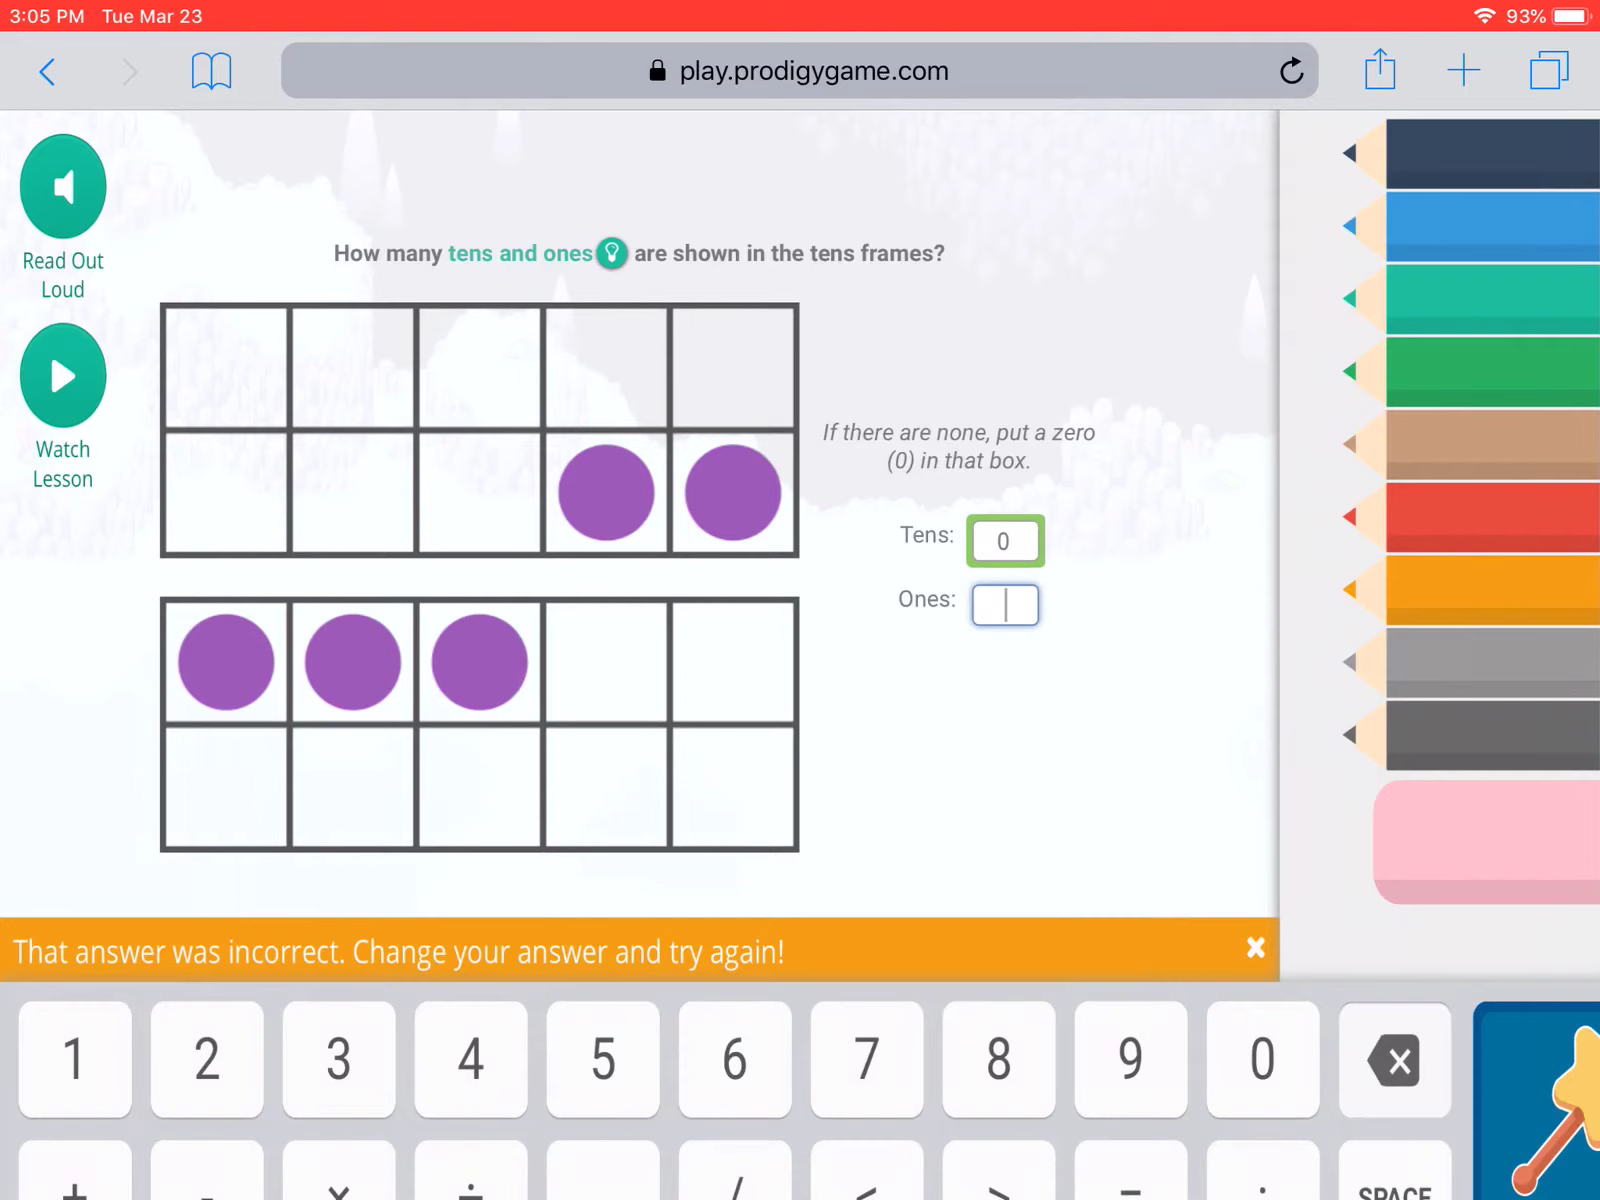 3:05 PM Tue Mar 23
93%
play.prodigygame.com
Read Out
Loud
Watch
Lesson
How many tens and ones are shown in the tens frames?
If there are none, put a zero
(0) in that box.
Tens: 0
Ones:
That answer was incorrect. Change your answer and try again!
1 2 3 4 5 6 7 8 9 0
+ - × ÷ / < > = : SPACE